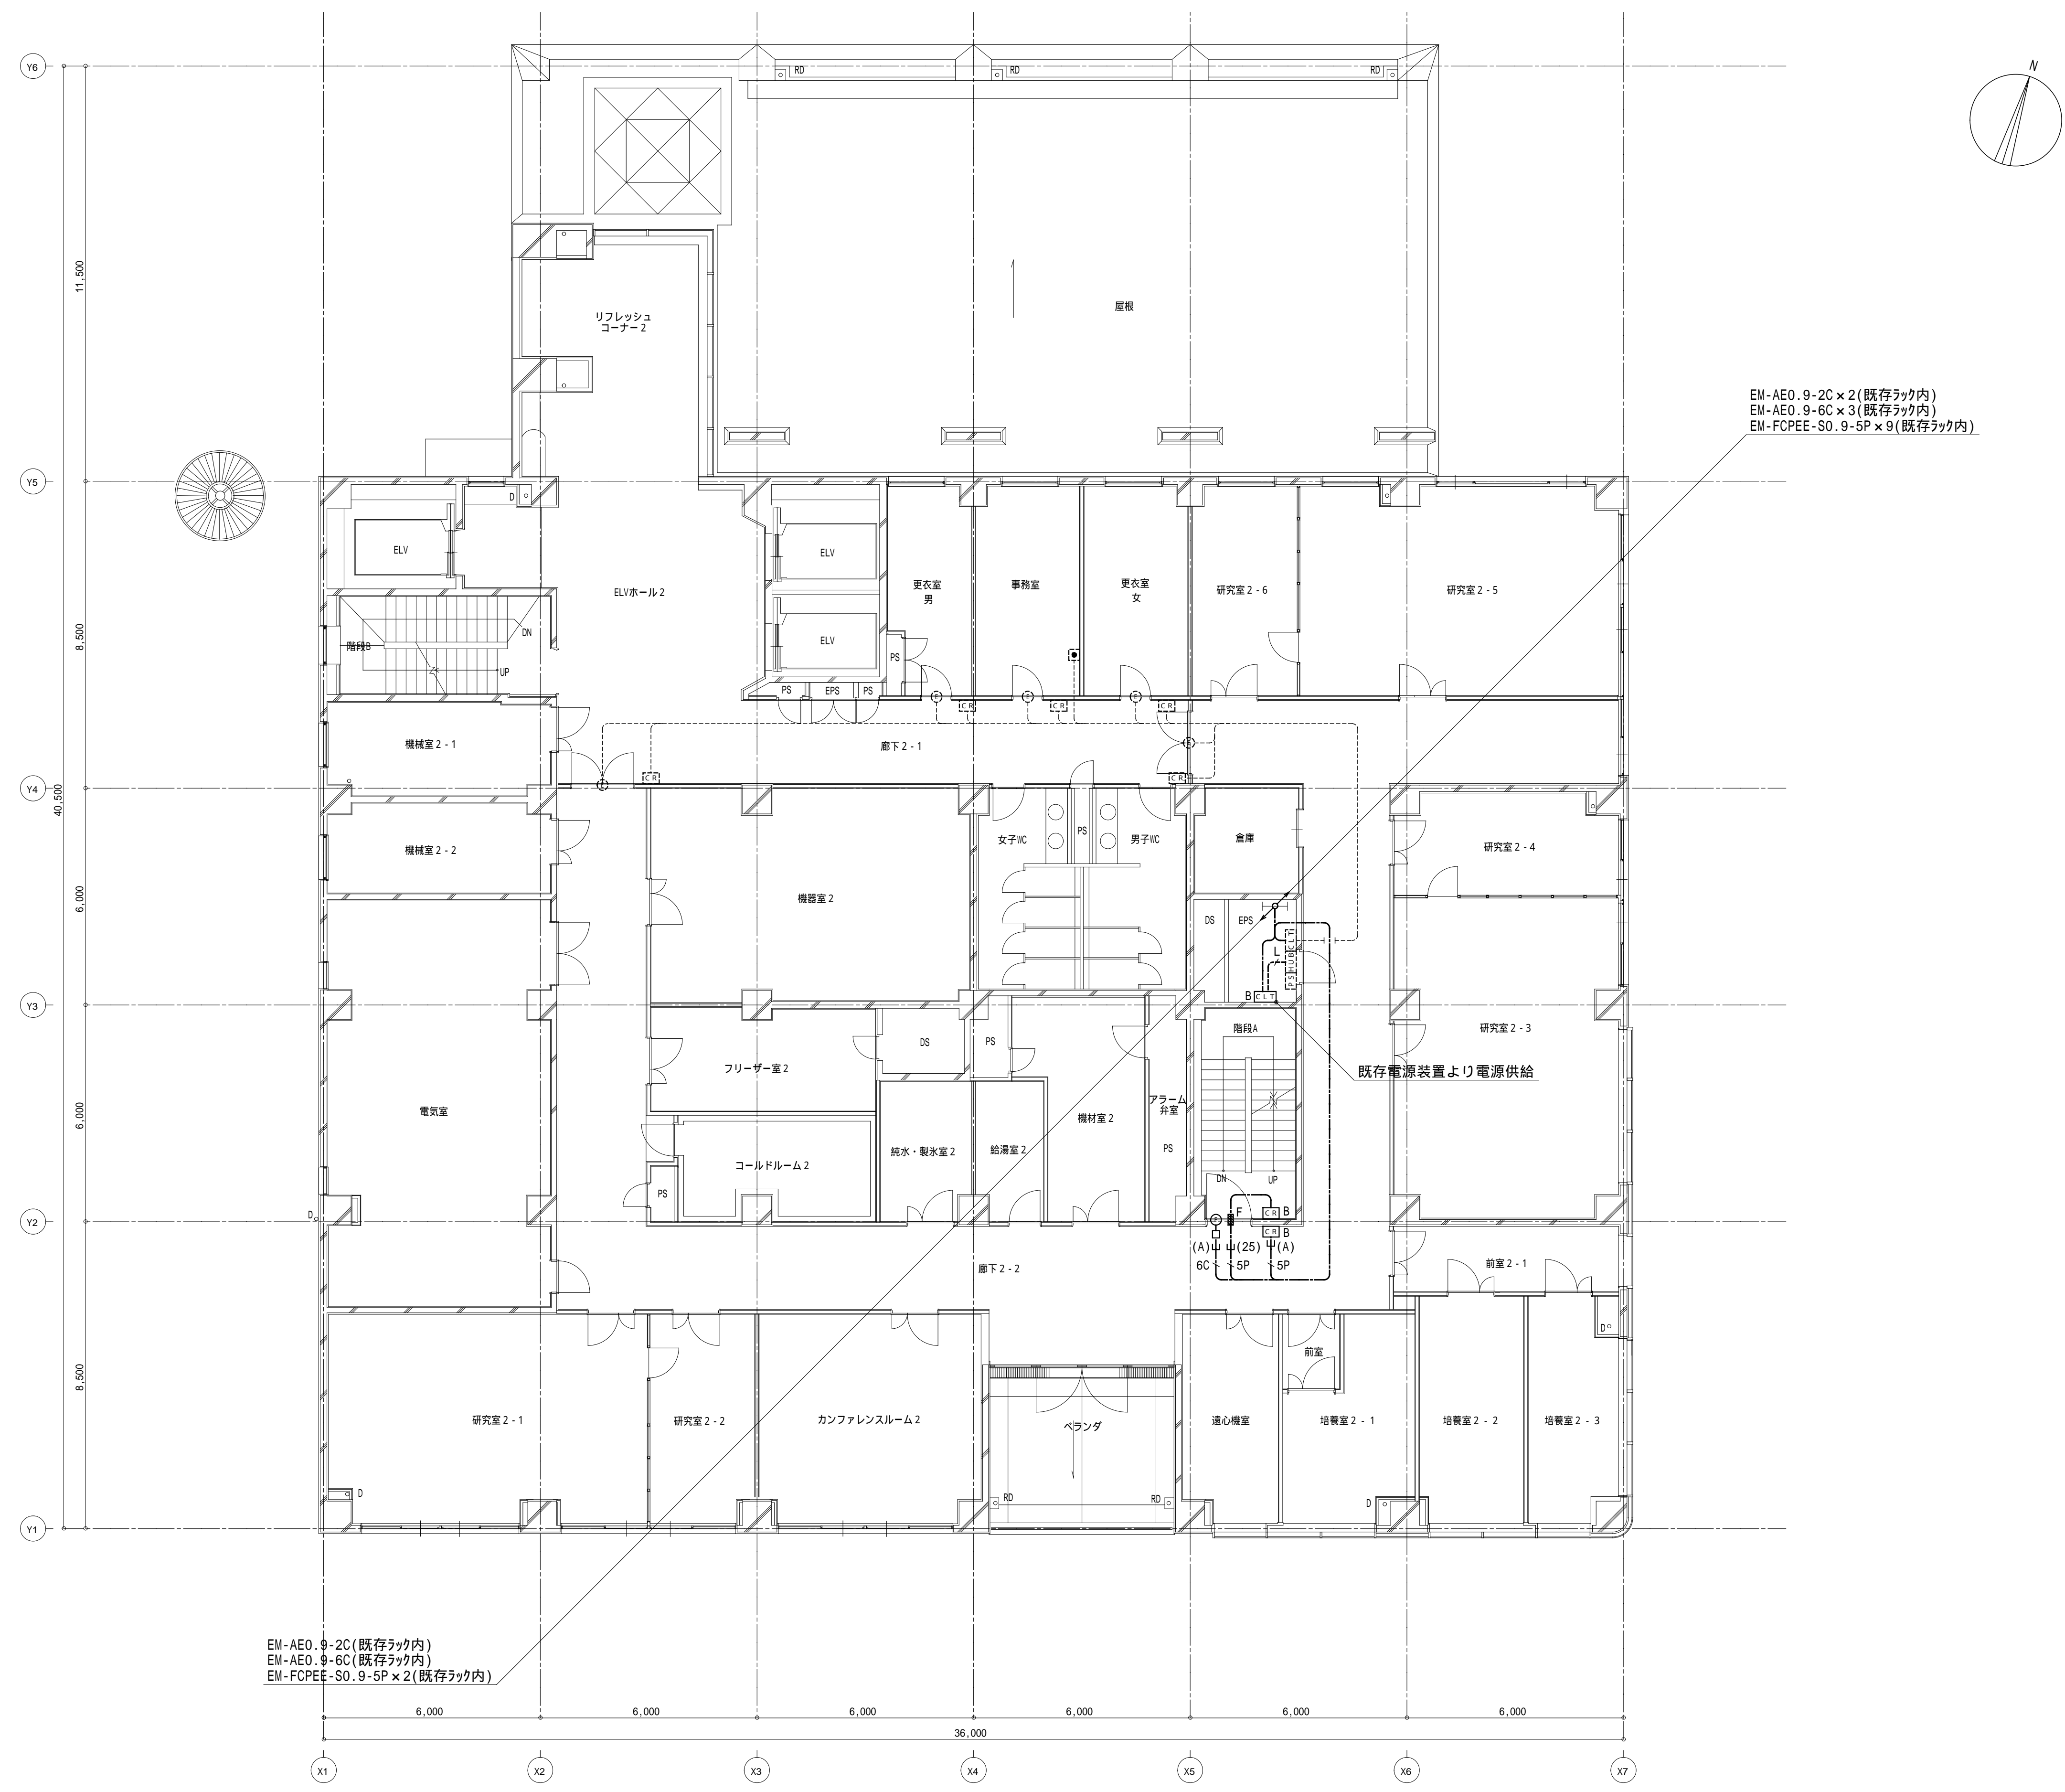 N
Y6
RD
RD
RD
11,500
屋根
リフレッシュ
コーナー２
EM-AE0.9-2C×2(既存ﾗｯｸ内)
EM-AE0.9-6C×3(既存ﾗｯｸ内)
EM-FCPEE-S0.9-5P×9(既存ﾗｯｸ内)
Y5
D
ELV
ELV
ELVホール２
更衣室
男
事務室
更衣室
女
研究室２-６
研究室２-５
8,500
DN
階段B
UP
ELV
PS
PS
EPS
PS
E
E
E
CR
CR
CR
機械室２-１
廊下２-１
E
CR
CR
E
Y4
40,500
機械室２-２
女子WC
PS
男子WC
倉庫
研究室２-４
6,000
機器室２
DS
EPS
L
CLT
HUB
PS
B
CLT
Y3
階段A
研究室２-３
DS
PS
フリーザー室２
既存電源装置より電源供給
電気室
6,000
アラーム
弁室
機材室２
PS
純水・製氷室２
給湯室２
コールドルーム２
PS
DN
UP
D
Y2
F
CR
B
CR
B
(A)
(25)
(A)
6C
5P
5P
廊下２-２
前室２-１
D
前室
8,500
研究室２-１
研究室２-２
カンファレンスルーム２
ベランダ
遠心機室
培養室２-１
培養室２-２
培養室２-３
D
RD
RD
D
Y1
EM-AE0.9-2C(既存ﾗｯｸ内)
EM-AE0.9-6C(既存ﾗｯｸ内)
EM-FCPEE-S0.9-5P×2(既存ﾗｯｸ内)
6,000
6,000
6,000
6,000
6,000
6,000
36,000
X1
X2
X3
X4
X5
X6
X7